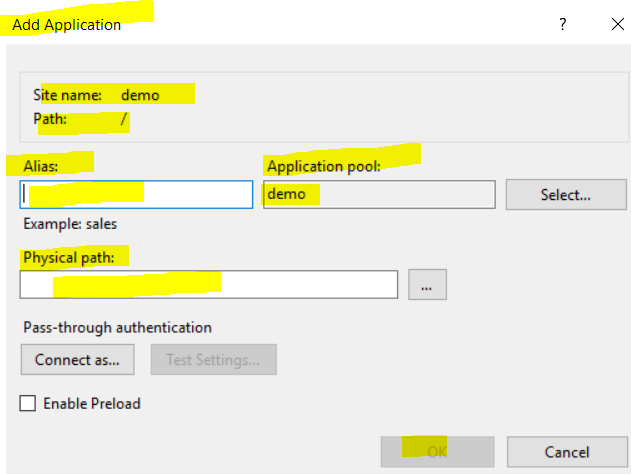 Add Application ? ×
Site name: demo
Path: /
Alias: Application pool:
demo Select...
Example: sales
Physical path:
...
Pass-through authentication
Connect as... Test Settings...
Enable Preload
OK Cancel